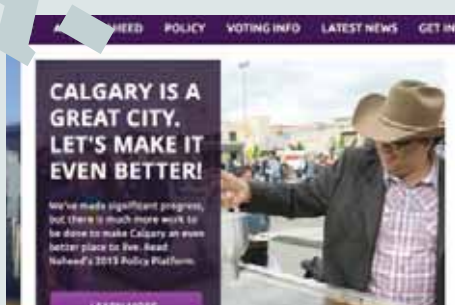 POLICY VOTING INFO LATEST NEWS GET
CALGARY IS A
GREAT CITY.
LET'S MAKE IT
EVEN BETTER!
We've made significant progress,
but there is much more work to
be done to make Calgary an even
better place to live. Read
Naheed's 2013 Policy Platform.